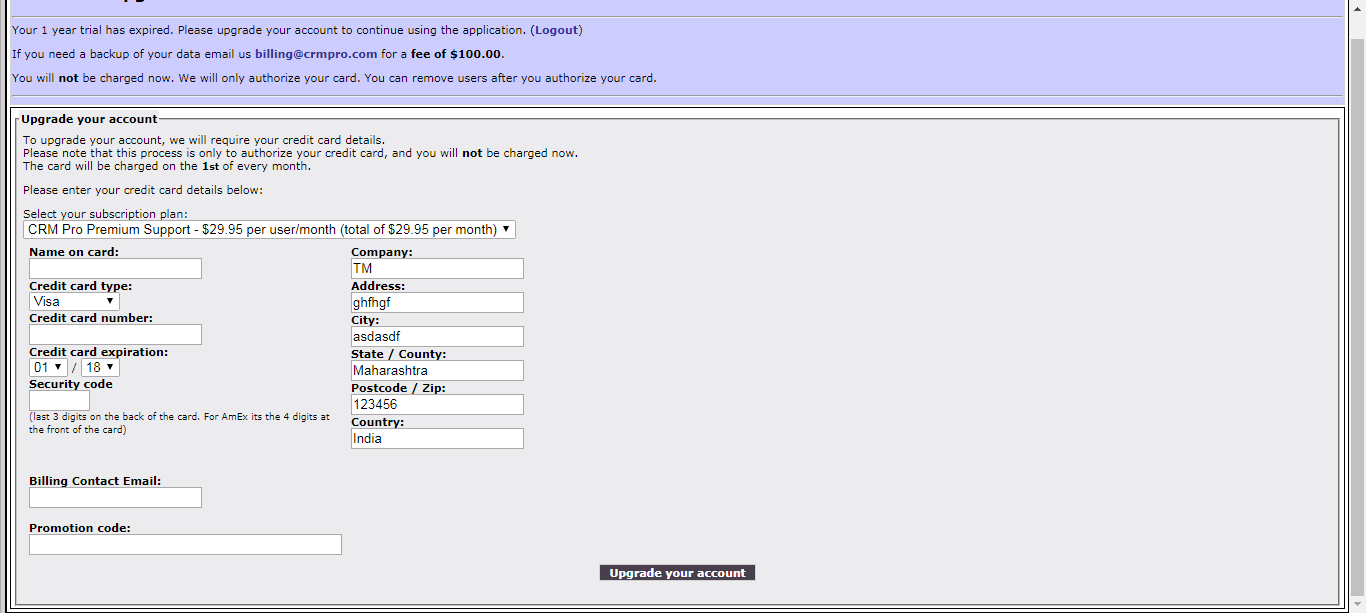 Your 1 year trial has expired. Please upgrade your account to continue using the application. (Logout)
If you need a backup of your data email us billing@crmpro.com for a fee of $100.00.
You will not be charged now. We will only authorize your card. You can remove users after you authorize your card.
Upgrade your account
To upgrade your account, we will require your credit card details.
Please note that this process is only to authorize your credit card, and you will not be charged now.
The card will be charged on the 1st of every month.
Please enter your credit card details below:
Select your subscription plan:
CRM Pro Premium Support - $29.95 per user/month (total of $29.95 per month)
Name on card:
Credit card type:
Visa
Credit card number:
Credit card expiration:
01 / 18
Security code
(last 3 digits on the back of the card. For AmEx its the 4 digits at
the front of the card)
Company:
TM
Address:
ghfhgf
City:
asdasdf
State / County:
Maharashtra
Postcode / Zip:
123456
Country:
India
Billing Contact Email:
Promotion code:
Upgrade your account